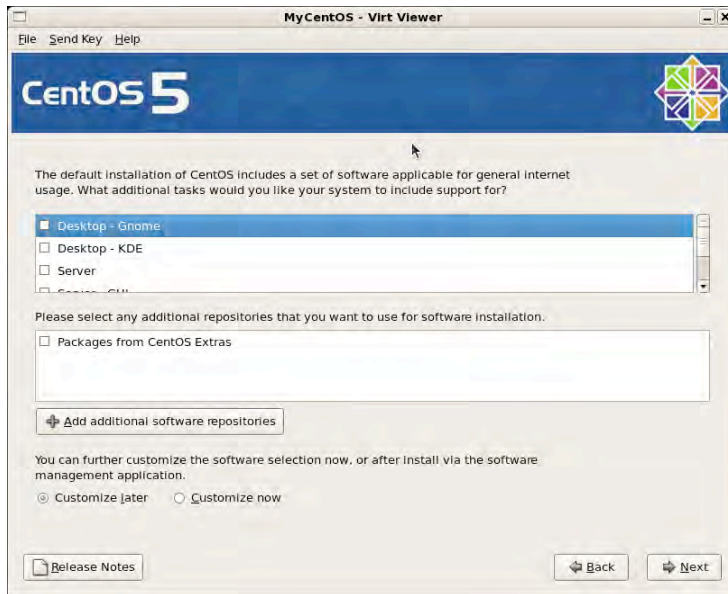 MyCentOS - Virt Viewer
File Send Key Help
CentOS 5
The default installation of CentOS includes a set of software applicable for general internet
usage. What additional tasks would you like your system to include support for?
Desktop - Gnome
Desktop - KDE
Server
Please select any additional repositories that you want to use for software installation.
Packages from CentOS Extras
Add additional software repositories
You can further customize the software selection now, or after install via the software
management application.
Customize later Customize now
Release Notes Back Next